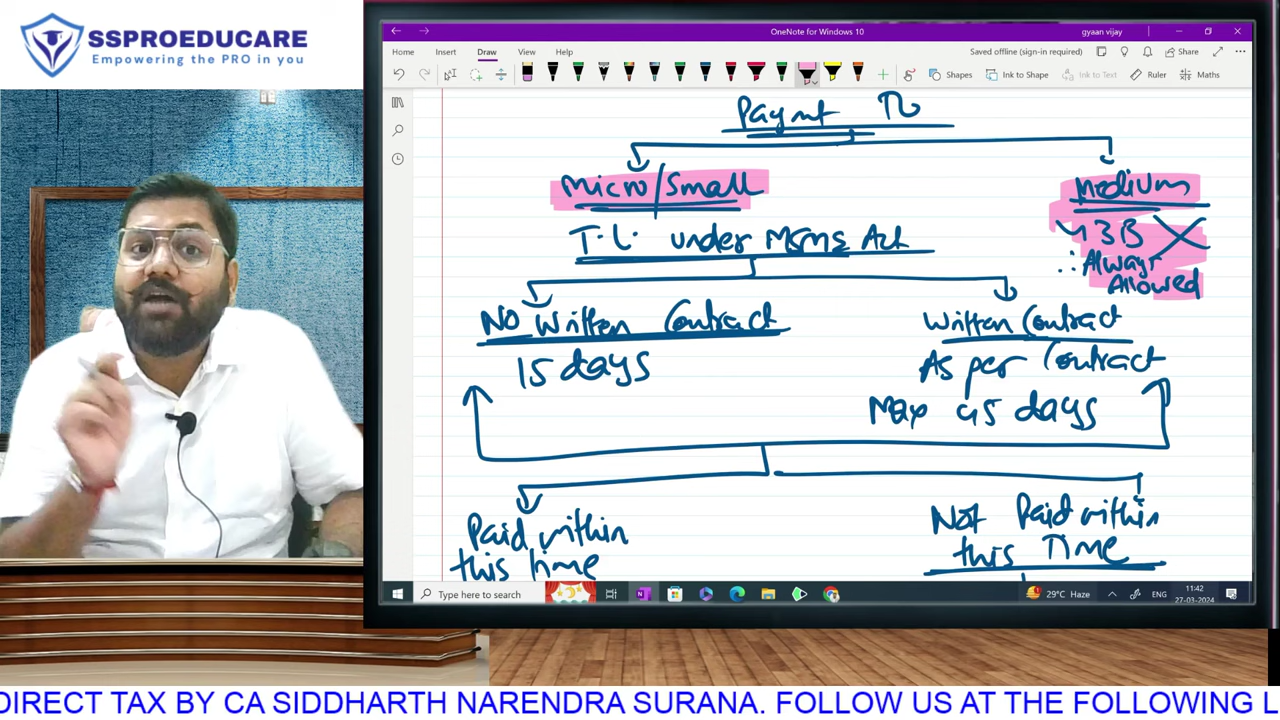 SSPROEDUCARE
Empowering the PRO in you
OneNote for Windows 10
gyaan vijay
Home Insert Draw View Help
Saved offline (sign-in required)
Share
Shapes
Ink to Shape
Ink to Text
Ruler
Maths
Paymt To
Micro/Small
Medium
T.L. under MSME Act
43B
∴ Always
Allowed
No Written Contract
Written Contract
15 days
As per Contract
Max 45 days
Paid within
this time
Not Paid within
this Time
Type here to search
29°C Haze
ENG
11:42
27-03-2024
DIRECT TAX BY CA SIDDHARTH NARENDRA SURANA. FOLLOW US AT THE FOLLOWING L